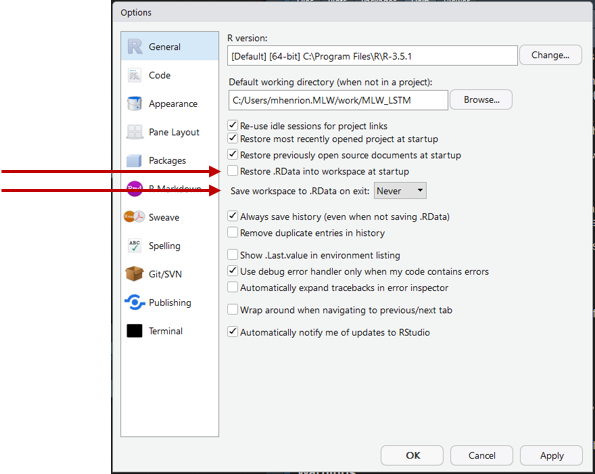 Options
General
Code
Appearance
Pane Layout
Packages
R Markdown
Sweave
Spelling
Git/SVN
Publishing
Terminal
R version:
[Default] [64-bit] C:\Program Files\R\R-3.5.1
Change...
Default working directory (when not in a project):
C:/Users/mhenrion.MLW/work/MLW_LSTM
Browse...
Re-use idle sessions for project links
Restore most recently opened project at startup
Restore previously open source documents at startup
Restore .RData into workspace at startup
Save workspace to .RData on exit: Never
Always save history (even when not saving .RData)
Remove duplicate entries in history
Show .Last.value in environment listing
Use debug error handler only when my code contains errors
Automatically expand tracebacks in error inspector
Wrap around when navigating to previous/next tab
Automatically notify me of updates to RStudio
OK
Cancel
Apply